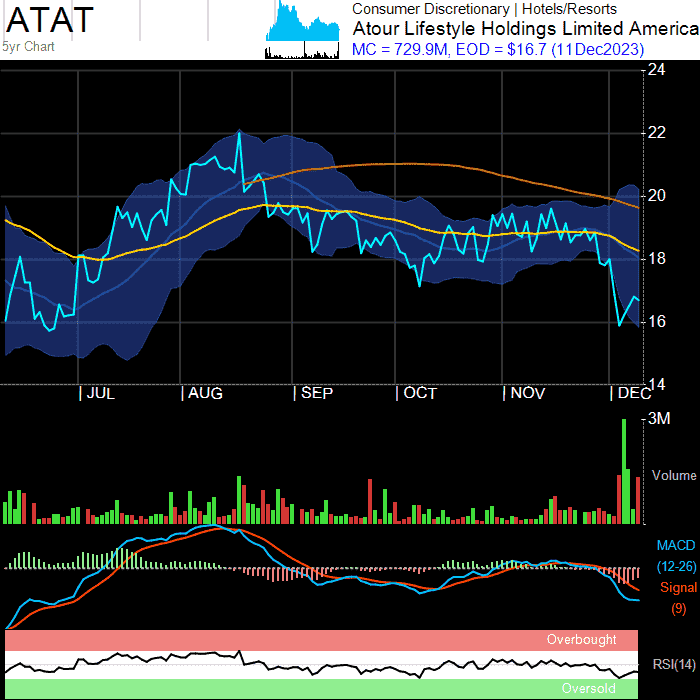 ATAT
5yr Chart
Consumer Discretionary | Hotels/Resorts
Atour Lifestyle Holdings Limited America
MC = 729.9M, EOD = $16.7 (11Dec2023)
24
22
20
18
16
14
| JUL | AUG | SEP | OCT | NOV | DEC
3M
Volume
MACD
(12-26)
Signal
(9)
Overbought
RSI(14)
Oversold